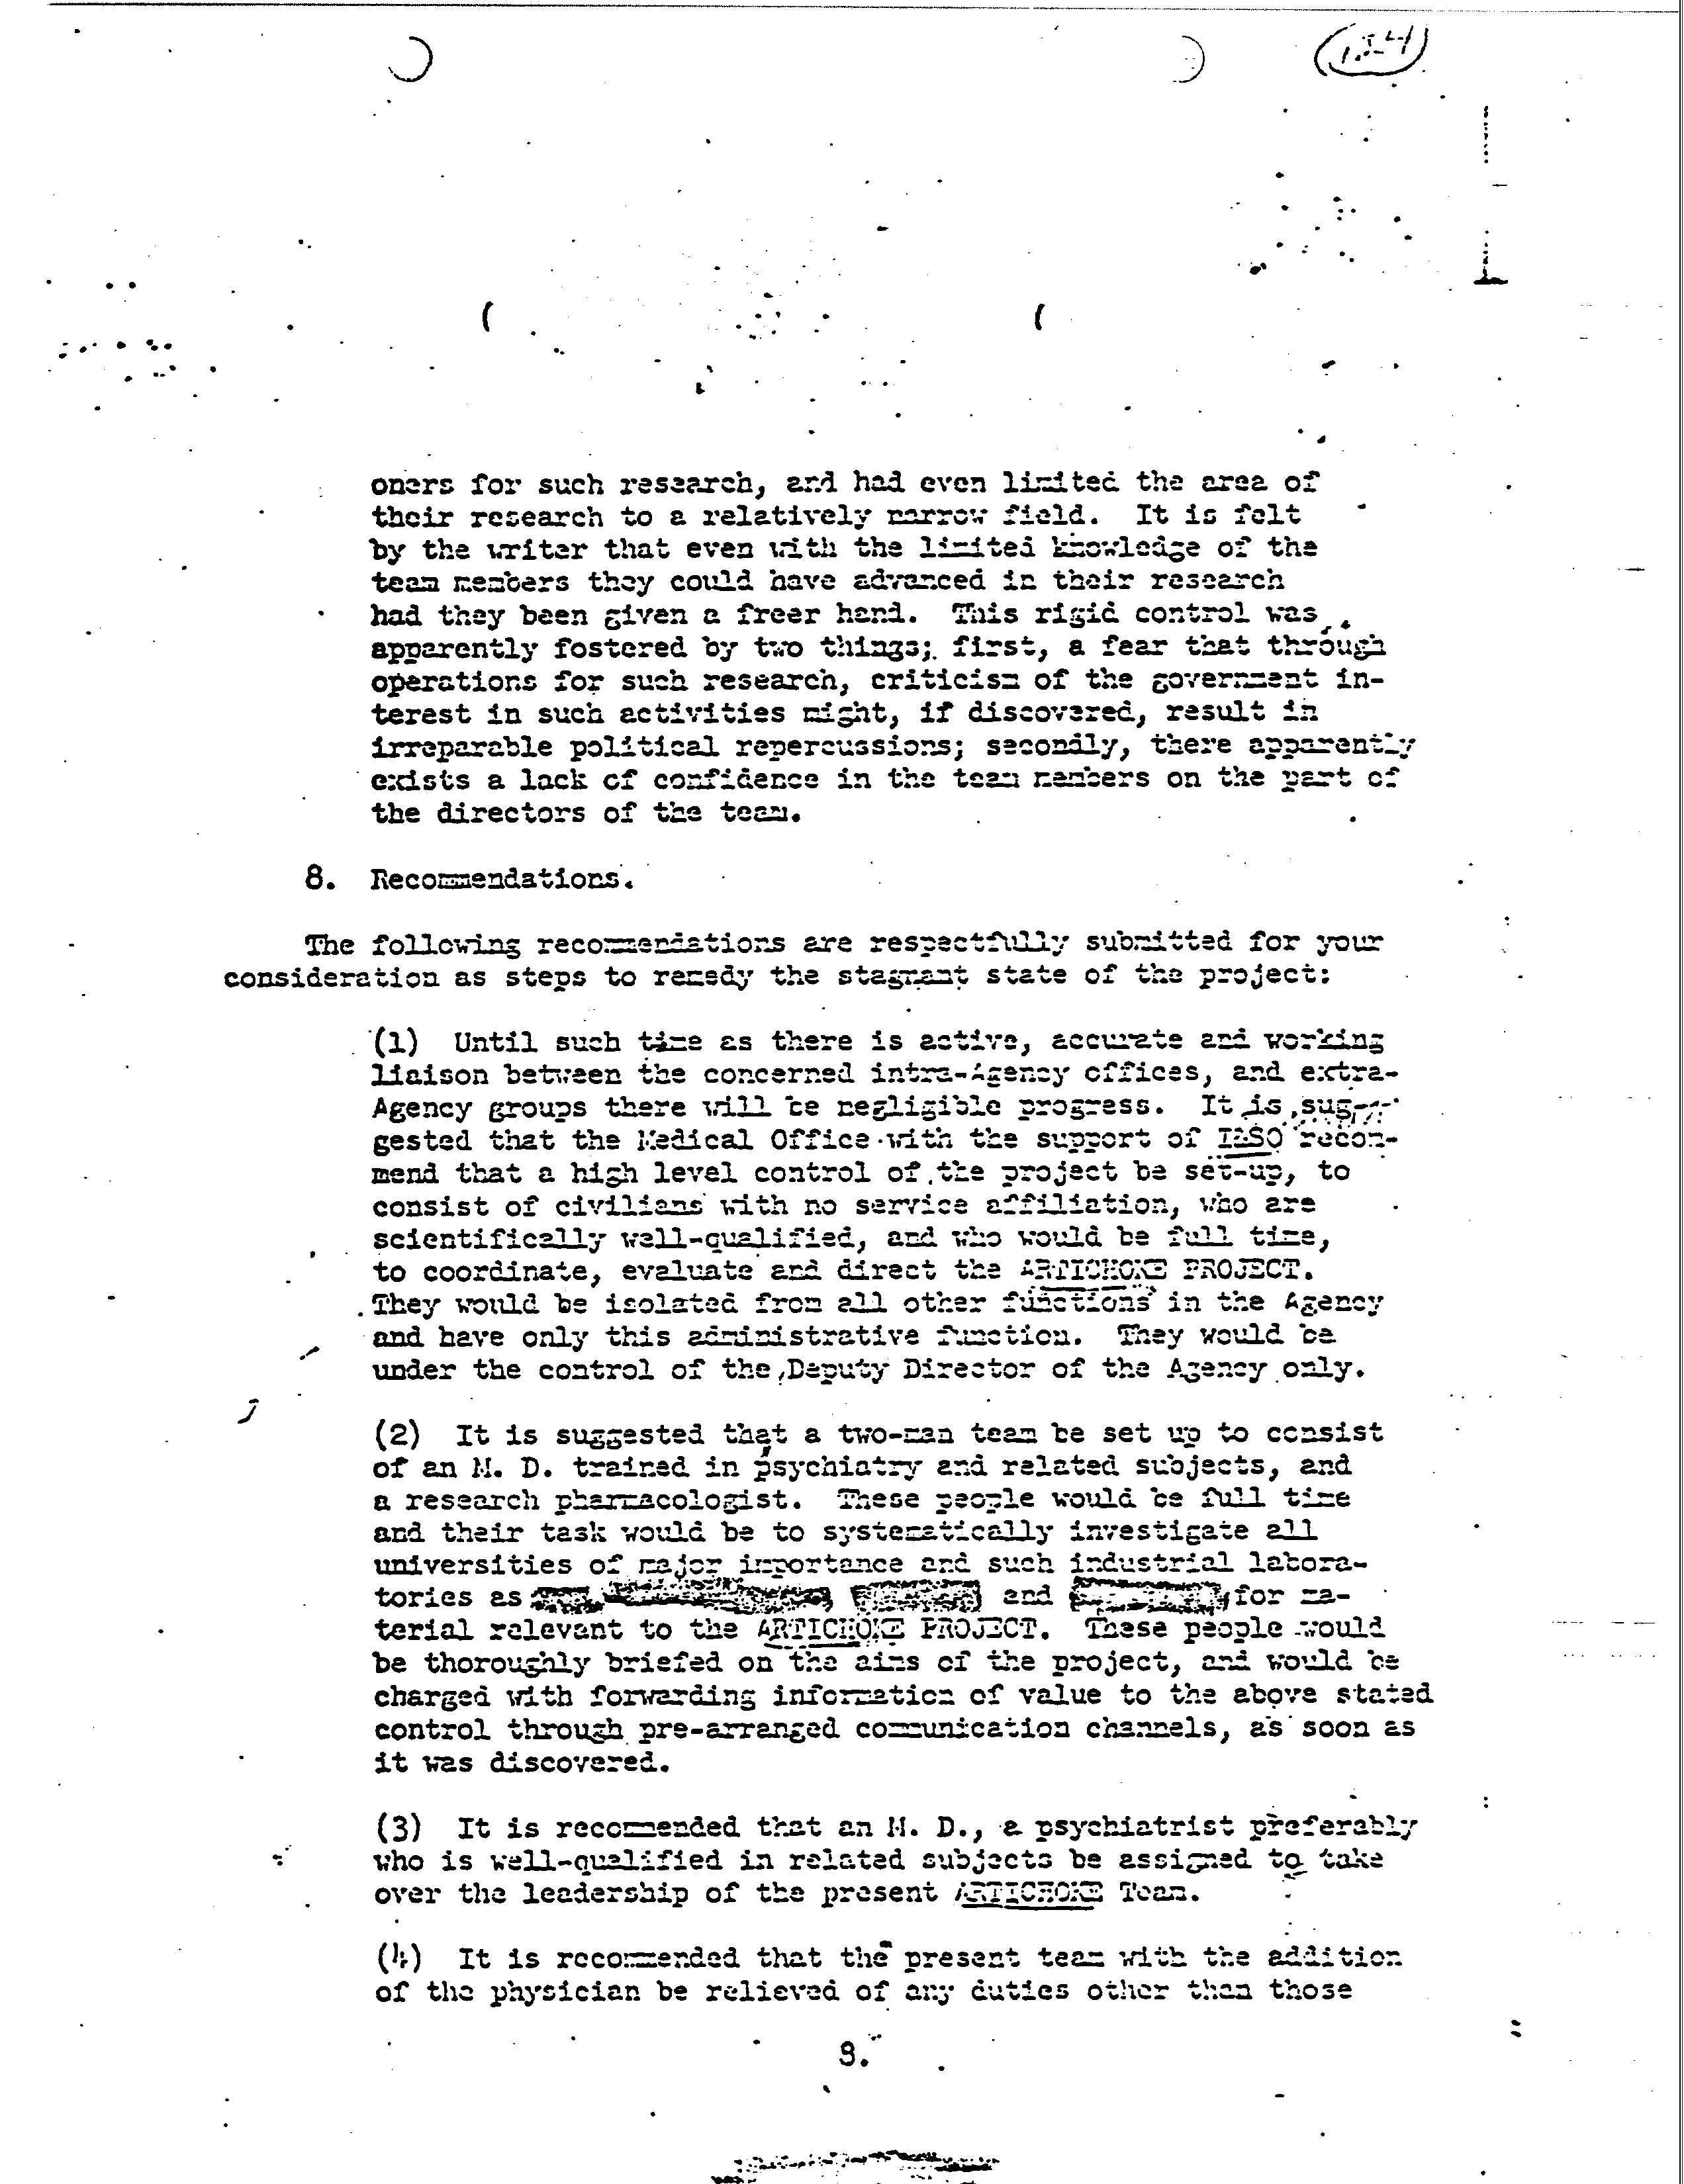 oners for such research, and had even limited the area of
their research to a relatively narrow field. It is felt
by the writer that even with the limited knowledge of the
team members they could have advanced in their research
had they been given a freer hand. This rigid control was
apparently fostered by two things; first, a fear that through
operations for such research, criticism of the government in-
terest in such activities might, if discovered, result in
irreparable political repercussions; secondly, there apparently
exists a lack of confidence in the team members on the part of
the directors of the team.
8. Recommendations.
The following recommendations are respectfully submitted for your
consideration as steps to remedy the stagnant state of the project:
(1) Until such time as there is active, accurate and working
liaison between the concerned intra-Agency offices, and extra-
Agency groups there will be negligible progress. It is sug-
gested that the Medical Office with the support of I&SO recom-
mend that a high level control of the project be set-up, to
consist of civilians with no service affiliation, who are
scientifically well-qualified, and who would be full time,
to coordinate, evaluate and direct the ARTICHOKE PROJECT.
They would be isolated from all other functions in the Agency
and have only this administrative function. They would be
under the control of the Deputy Director of the Agency only.
(2) It is suggested that a two-man team be set up to consist
of an M. D. trained in psychiatry and related subjects, and
a research pharmacologist. These people would be full time
and their task would be to systematically investigate all
universities of major importance and such industrial labora-
tories as and for ma-
terial relevant to the ARTICHOKE PROJECT. These people would
be thoroughly briefed on the aims of the project, and would be
charged with forwarding information of value to the above stated
control through pre-arranged communication channels, as soon as
it was discovered.
(3) It is recommended that an M. D., a psychiatrist preferably
who is well-qualified in related subjects be assigned to take
over the leadership of the present ARTICHOKE Team.
(4) It is recommended that the present team with the addition
of the physician be relieved of any duties other than those
8.